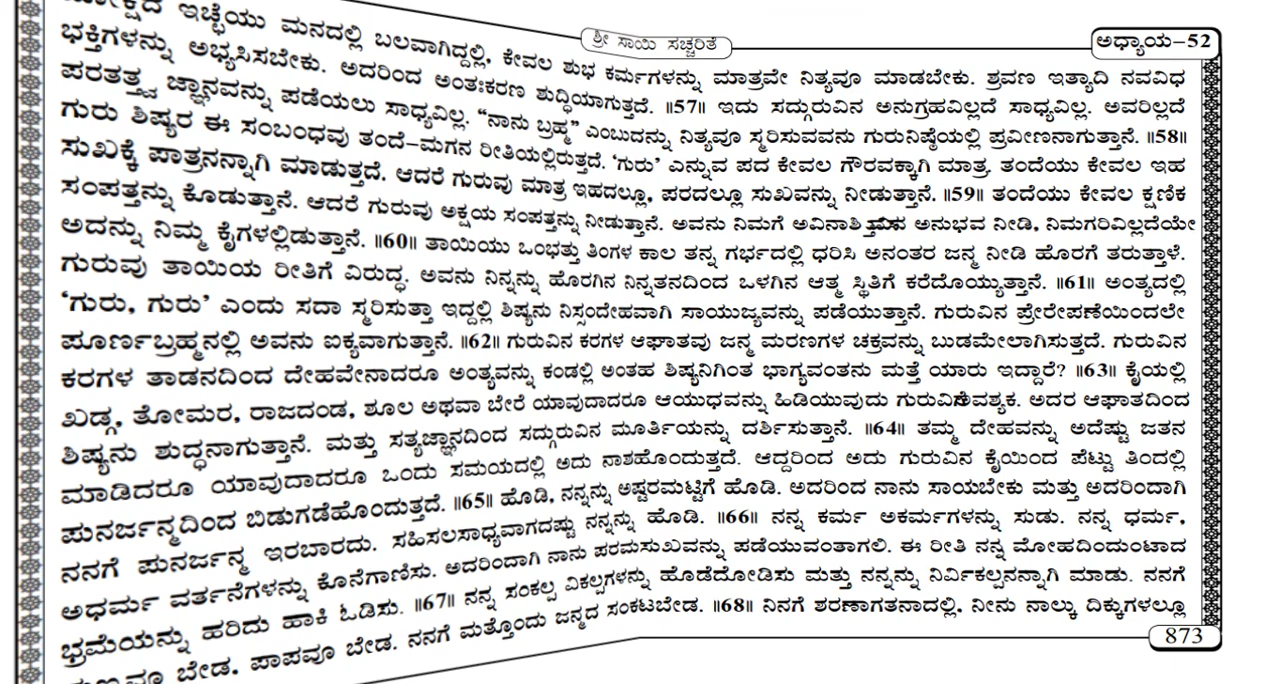 ಶ್ರೀ ಸಾಯಿ ಸಚ್ಚರಿತೆ
ಅಧ್ಯಾಯ-52
ಇಚ್ಛೆಯು ಮನದಲ್ಲಿ ಬಲವಾಗಿದ್ದಲ್ಲಿ, ಕೇವಲ ಶುಭ ಕರ್ಮಗಳನ್ನು ಮಾತ್ರವೇ ನಿತ್ಯವೂ ಮಾಡಬೇಕು. ಶ್ರವಣ ಇತ್ಯಾದಿ ನವವಿಧ
ಭಕ್ತಿಗಳನ್ನು ಅಭ್ಯಸಿಸಬೇಕು. ಅದರಿಂದ ಅಂತಃಕರಣ ಶುದ್ಧಿಯಾಗುತ್ತದೆ. ॥57॥ ಇದು ಸದ್ಗುರುವಿನ ಅನುಗ್ರಹವಿಲ್ಲದೆ ಸಾಧ್ಯವಿಲ್ಲ. ಅವರಿಲ್ಲದೆ
ಪರತತ್ತ್ವ ಜ್ಞಾನವನ್ನು ಪಡೆಯಲು ಸಾಧ್ಯವಿಲ್ಲ. “ನಾನು ಬ್ರಹ್ಮ” ಎಂಬುದನ್ನು ನಿತ್ಯವೂ ಸ್ಮರಿಸುವವನು ಗುರುನಿಷ್ಠೆಯಲ್ಲಿ ಪ್ರವೀಣನಾಗುತ್ತಾನೆ. ॥58॥
ಗುರು ಶಿಷ್ಯರ ಈ ಸಂಬಂಧವು ತಂದೆ-ಮಗನ ರೀತಿಯಲ್ಲಿರುತ್ತದೆ. ‘ಗುರು’ ಎನ್ನುವ ಪದ ಕೇವಲ ಗೌರವಕ್ಕಾಗಿ ಮಾತ್ರ. ತಂದೆಯು ಕೇವಲ ಇಹ
ಸುಖಕ್ಕೆ ಪಾತ್ರನನ್ನಾಗಿ ಮಾಡುತ್ತದೆ. ಆದರೆ ಗುರುವು ಮಾತ್ರ ಇಹದಲ್ಲೂ, ಪರದಲ್ಲೂ ಸುಖವನ್ನು ನೀಡುತ್ತಾನೆ. ॥59॥ ತಂದೆಯು ಕೇವಲ ಕ್ಷಣಿಕ
ಸಂಪತ್ತನ್ನು ಕೊಡುತ್ತಾನೆ. ಆದರೆ ಗುರುವು ಅಕ್ಷಯ ಸಂಪತ್ತನ್ನು ನೀಡುತ್ತಾನೆ. ಅವನು ನಿಮಗೆ ಅನುಭವ ನೀಡಿ, ನಿಮಗರಿವಿಲ್ಲದೆಯೇ
ಅದನ್ನು ನಿಮ್ಮ ಕೈಗಳಲ್ಲಿಡುತ್ತಾನೆ. ॥60॥ ತಾಯಿಯು ಒಂಭತ್ತು ತಿಂಗಳ ಕಾಲ ತನ್ನ ಗರ್ಭದಲ್ಲಿ ಧರಿಸಿ ಅನಂತರ ಜನ್ಮ ನೀಡಿ ಹೊರಗೆ ತರುತ್ತಾಳೆ.
ಗುರುವು ತಾಯಿಯ ರೀತಿಗೆ ವಿರುದ್ಧ. ಅವನು ನಿನ್ನನ್ನು ಹೊರಗಿನ ನಿನ್ನತನದಿಂದ ಒಳಗಿನ ಆತ್ಮ ಸ್ಥಿತಿಗೆ ಕರೆದೊಯ್ಯುತ್ತಾನೆ. ॥61॥ ಅಂತ್ಯದಲ್ಲಿ
‘ಗುರು, ಗುರು’ ಎಂದು ಸದಾ ಸ್ಮರಿಸುತ್ತಾ ಇದ್ದಲ್ಲಿ ಶಿಷ್ಯನು ನಿಸ್ಸಂದೇಹವಾಗಿ ಸಾಯುಜ್ಯವನ್ನು ಪಡೆಯುತ್ತಾನೆ. ಗುರುವಿನ ಪ್ರೇರೇಪಣೆಯಿಂದಲೇ
ಪೂರ್ಣಬ್ರಹ್ಮನಲ್ಲಿ ಅವನು ಐಕ್ಯವಾಗುತ್ತಾನೆ. ॥62॥ ಗುರುವಿನ ಕರಗಳ ಆಘಾತವು ಜನ್ಮ ಮರಣಗಳ ಚಕ್ರವನ್ನು ಬುಡಮೇಲಾಗಿಸುತ್ತದೆ. ಗುರುವಿನ
ಕರಗಳ ತಾಡನದಿಂದ ದೇಹವೇನಾದರೂ ಅಂತ್ಯವನ್ನು ಕಂಡಲ್ಲಿ ಅಂತಹ ಶಿಷ್ಯನಿಗಿಂತ ಭಾಗ್ಯವಂತನು ಮತ್ತೆ ಯಾರು ಇದ್ದಾರೆ? ॥63॥ ಕೈಯಲ್ಲಿ
ಖಡ್ಗ, ತೋಮರ, ರಾಜದಂಡ, ಶೂಲ ಅಥವಾ ಬೇರೆ ಯಾವುದಾದರೂ ಆಯುಧವನ್ನು ಹಿಡಿಯುವುದು ಅದರ ಆಘಾತದಿಂದ
ಶಿಷ್ಯನು ಶುದ್ಧನಾಗುತ್ತಾನೆ. ಮತ್ತು ಸತ್ಯಜ್ಞಾನದಿಂದ ಸದ್ಗುರುವಿನ ಮೂರ್ತಿಯನ್ನು ದರ್ಶಿಸುತ್ತಾನೆ. ॥64॥ ತಮ್ಮ ದೇಹವನ್ನು ಅದೆಷ್ಟು ಜತನ
ಮಾಡಿದರೂ ಯಾವುದಾದರೂ ಒಂದು ಸಮಯದಲ್ಲಿ ಅದು ನಾಶಹೊಂದುತ್ತದೆ. ಆದ್ದರಿಂದ ಅದು ಗುರುವಿನ ಕೈಯಿಂದ ಪೆಟ್ಟು ತಿಂದಲ್ಲಿ
ಪುನರ್ಜನ್ಮದಿಂದ ಬಿಡುಗಡೆಹೊಂದುತ್ತದೆ. ॥65॥ ಹೊಡಿ, ನನ್ನನ್ನು ಅಷ್ಟರಮಟ್ಟಿಗೆ ಹೊಡಿ. ಅದರಿಂದ ನಾನು ಸಾಯಬೇಕು ಮತ್ತು ಅದರಿಂದಾಗಿ
ನನಗೆ ಪುನರ್ಜನ್ಮ ಇರಬಾರದು. ಸಹಿಸಲಸಾಧ್ಯವಾಗದಷ್ಟು ನನ್ನನ್ನು ಹೊಡಿ. ॥66॥ ನನ್ನ ಕರ್ಮ ಅಕರ್ಮಗಳನ್ನು ಸುಡು. ನನ್ನ ಧರ್ಮ,
ಅಧರ್ಮ ವರ್ತನೆಗಳನ್ನು ಕೊನೆಗಾಣಿಸು. ಅದರಿಂದಾಗಿ ನಾನು ಪರಮಸುಖವನ್ನು ಪಡೆಯುವಂತಾಗಲಿ. ಈ ರೀತಿ ನನ್ನ ಮೋಹದಿಂದುಂಟಾದ
ಭ್ರಮೆಯನ್ನು ಹರಿದು ಹಾಕಿ ಓಡಿಸು. ॥67॥ ನನ್ನ ಸಂಕಲ್ಪ ವಿಕಲ್ಪಗಳನ್ನು ಹೊಡೆದೋಡಿಸು ಮತ್ತು ನನ್ನನ್ನು ನಿರ್ವಿಕಲ್ಪನನ್ನಾಗಿ ಮಾಡು. ನನಗೆ
ಬೇಡ. ಪಾಪವೂ ಬೇಡ. ನನಗೆ ಮತ್ತೊಂದು ಜನ್ಮದ ಸಂಕಟಬೇಡ. ॥68॥ ನಿನಗೆ ಶರಣಾಗತನಾದಲ್ಲಿ, ನೀನು ನಾಲ್ಕು ದಿಕ್ಕುಗಳಲ್ಲೂ
873